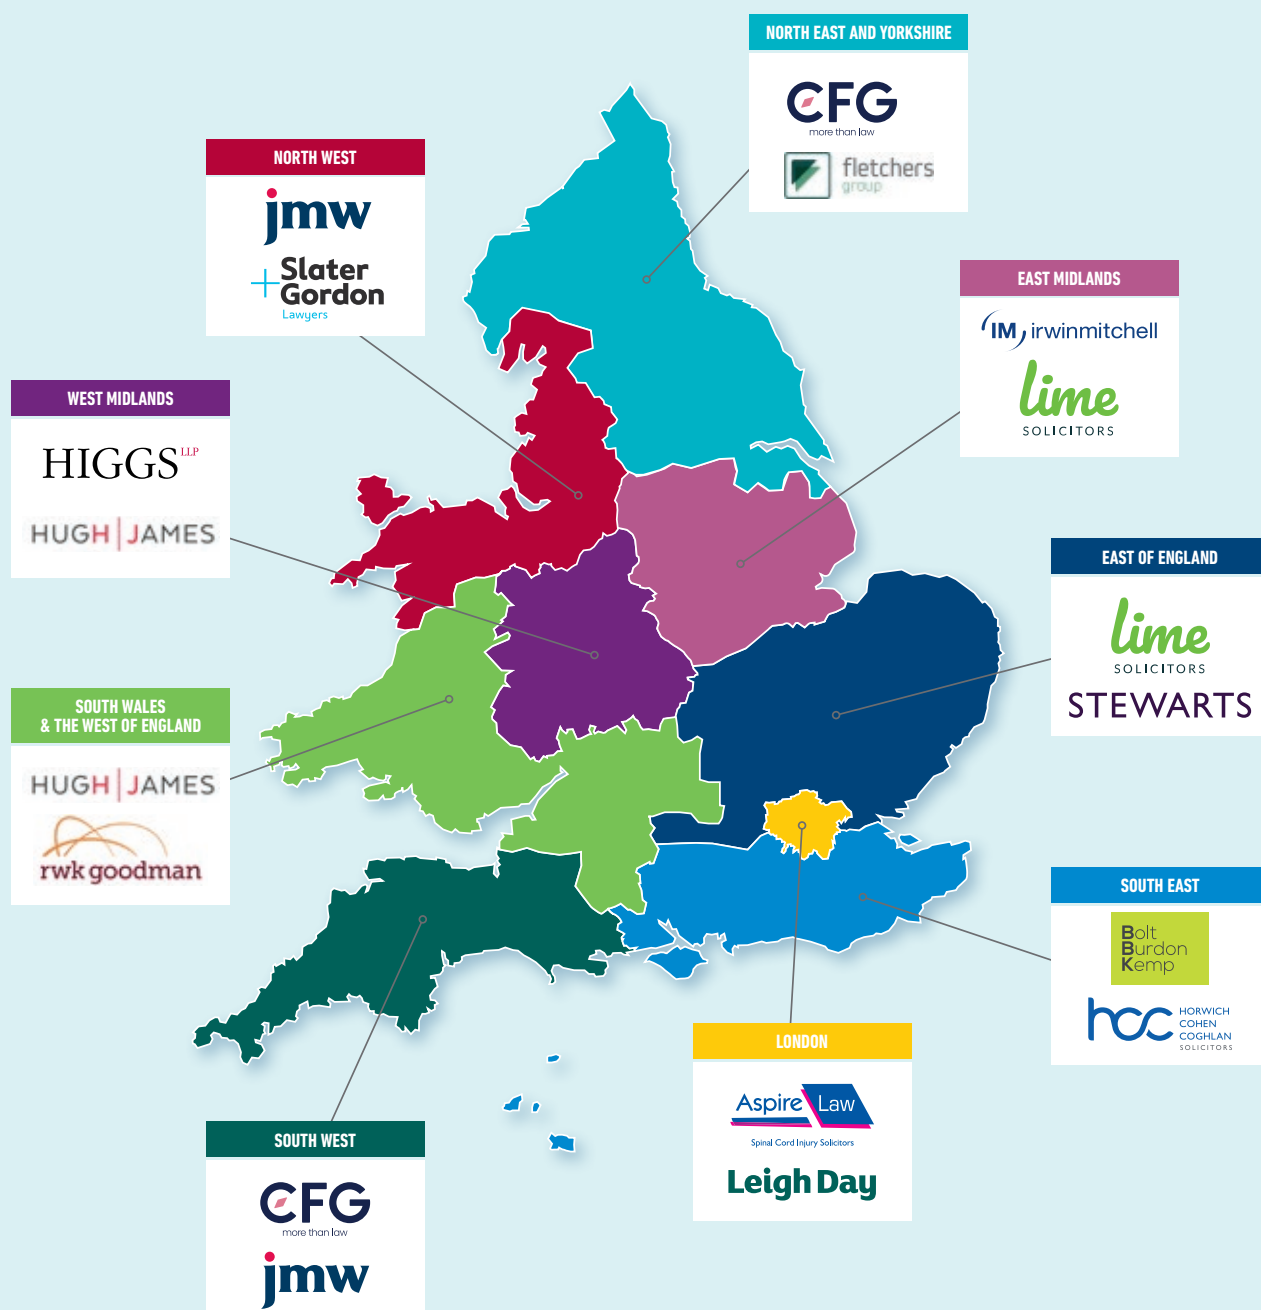 NORTH EAST AND YORKSHIRE
CFG
more than law
fletchers
group
NORTH WEST
jmw
Slater
Gordon
Lawyers
EAST MIDLANDS
IM irwinmitchell
lime
SOLICITORS
WEST MIDLANDS
HIGGS LLP
HUGH|JAMES
EAST OF ENGLAND
lime
SOLICITORS
STEWARTS
SOUTH WALES
& THE WEST OF ENGLAND
HUGH|JAMES
rwk goodman
SOUTH EAST
Bolt
Burdon
Kemp
hcc HORWICH
COHEN
COGHLAN
SOLICITORS
LONDON
Aspire Law
Spinal Cord Injury Solicitors
Leigh Day
SOUTH WEST
CFG
more than law
jmw